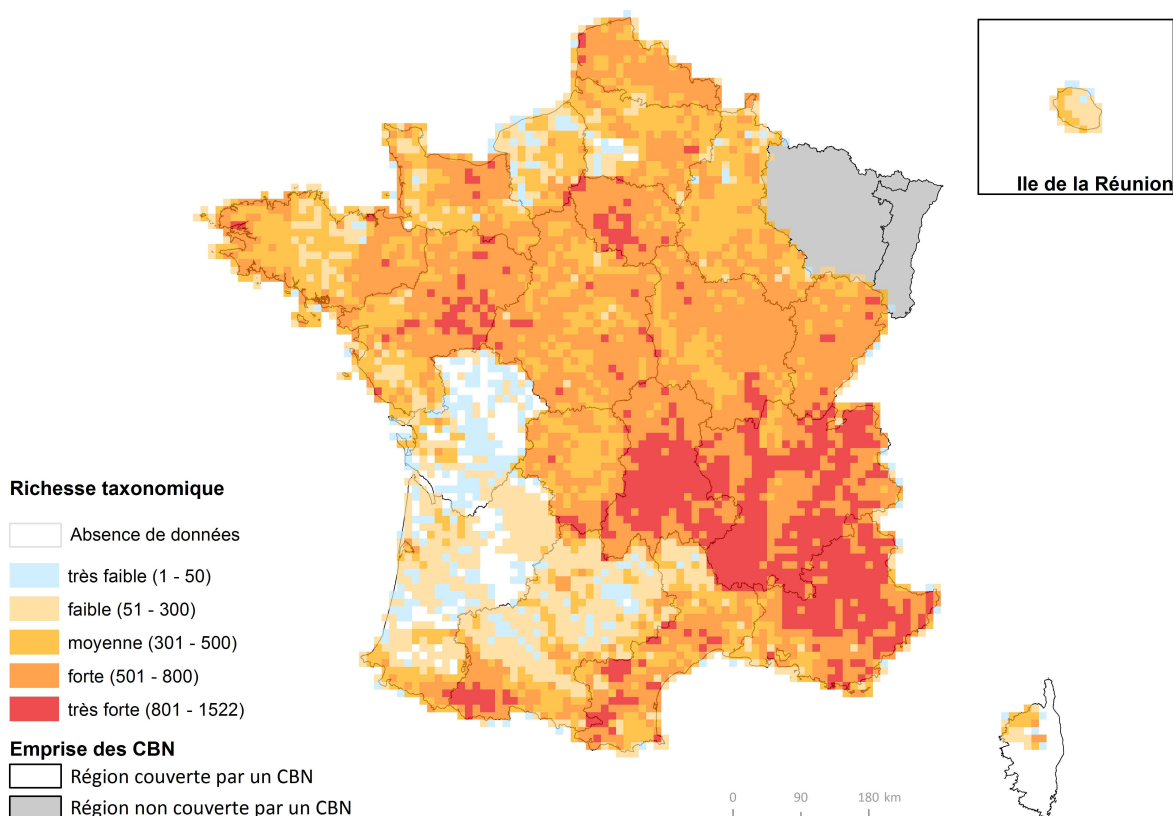 Ile de la Réunion
Richesse taxonomique
Absence de données
très faible (1 - 50)
faible (51 - 300)
moyenne (301 - 500)
forte (501 - 800)
très forte (801 - 1522)
Emprise des CBN
Région couverte par un CBN
Région non couverte par un CBN
0 90 180 km